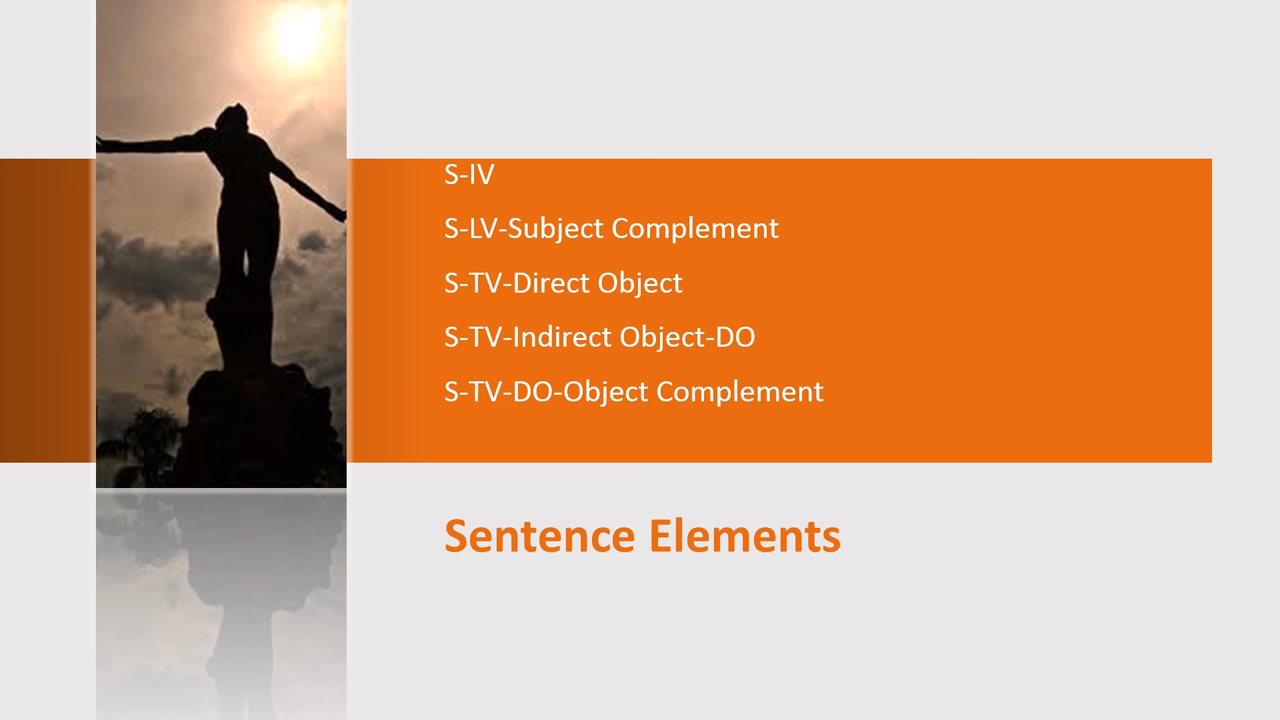 S-IV
S-LV-Subject Complement
S-TV-Direct Object
S-TV-Indirect Object-DO
S-TV-DO-Object Complement
Sentence Elements